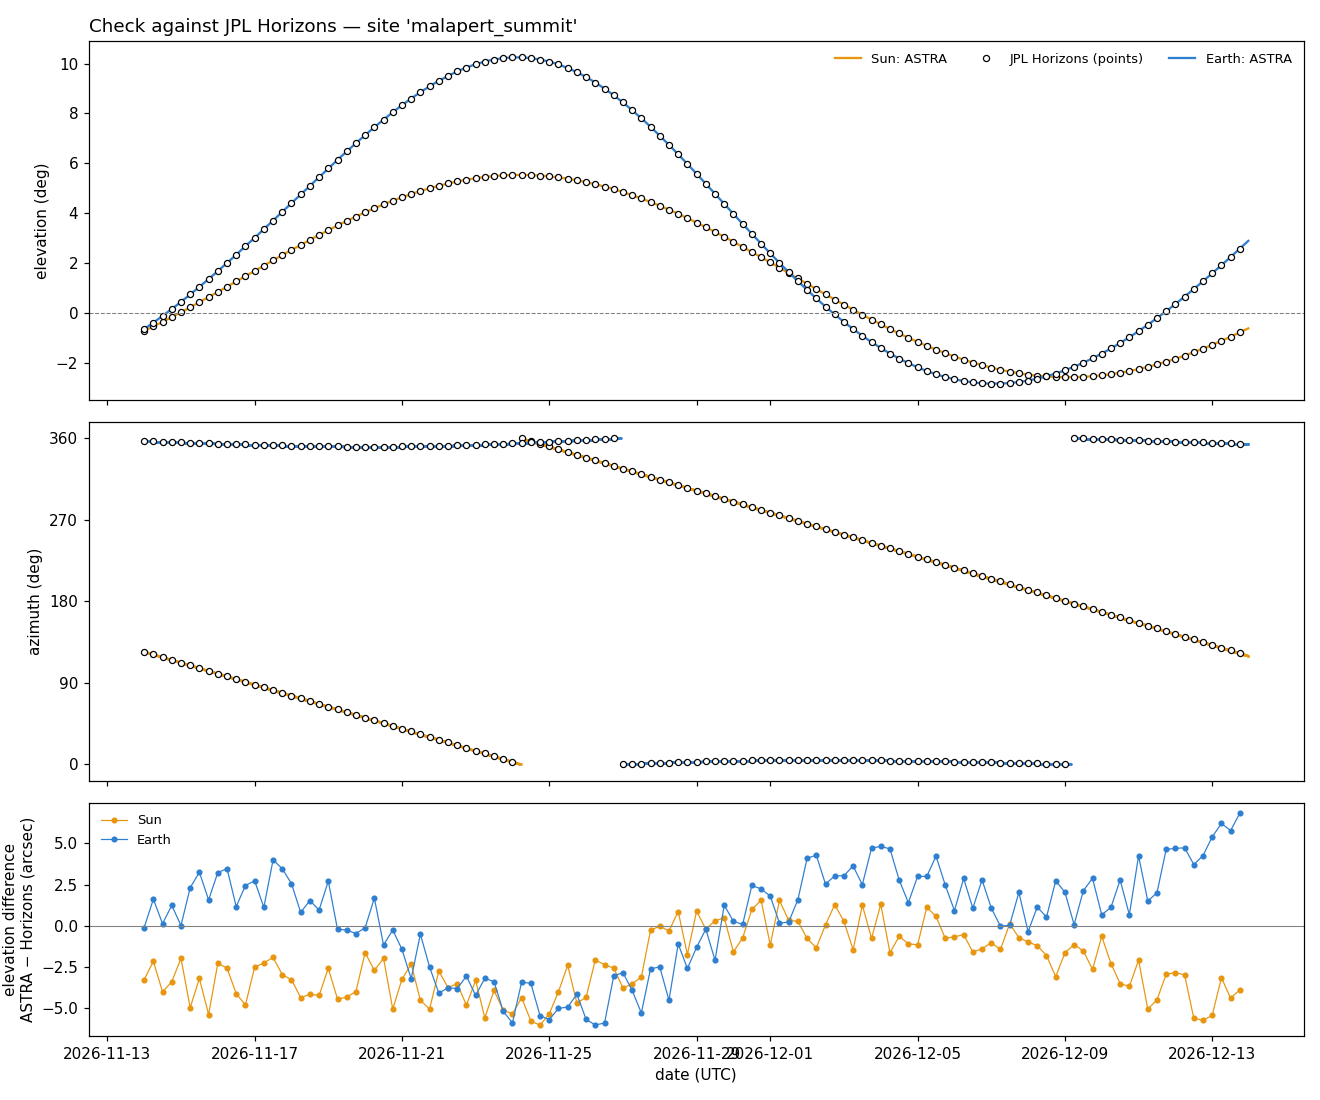 Check against JPL Horizons — site 'malapert_summit'
Sun: ASTRA
JPL Horizons (points)
Earth: ASTRA
elevation (deg)
10
8
6
4
2
0
−2
azimuth (deg)
360
270
180
90
0
elevation difference
ASTRA − Horizons (arcsec)
Sun
Earth
5.0
2.5
0.0
−2.5
−5.0
2026-11-13
2026-11-17
2026-11-21
2026-11-25
2026-11-29
2026-12-01
2026-12-05
2026-12-09
2026-12-13
date (UTC)